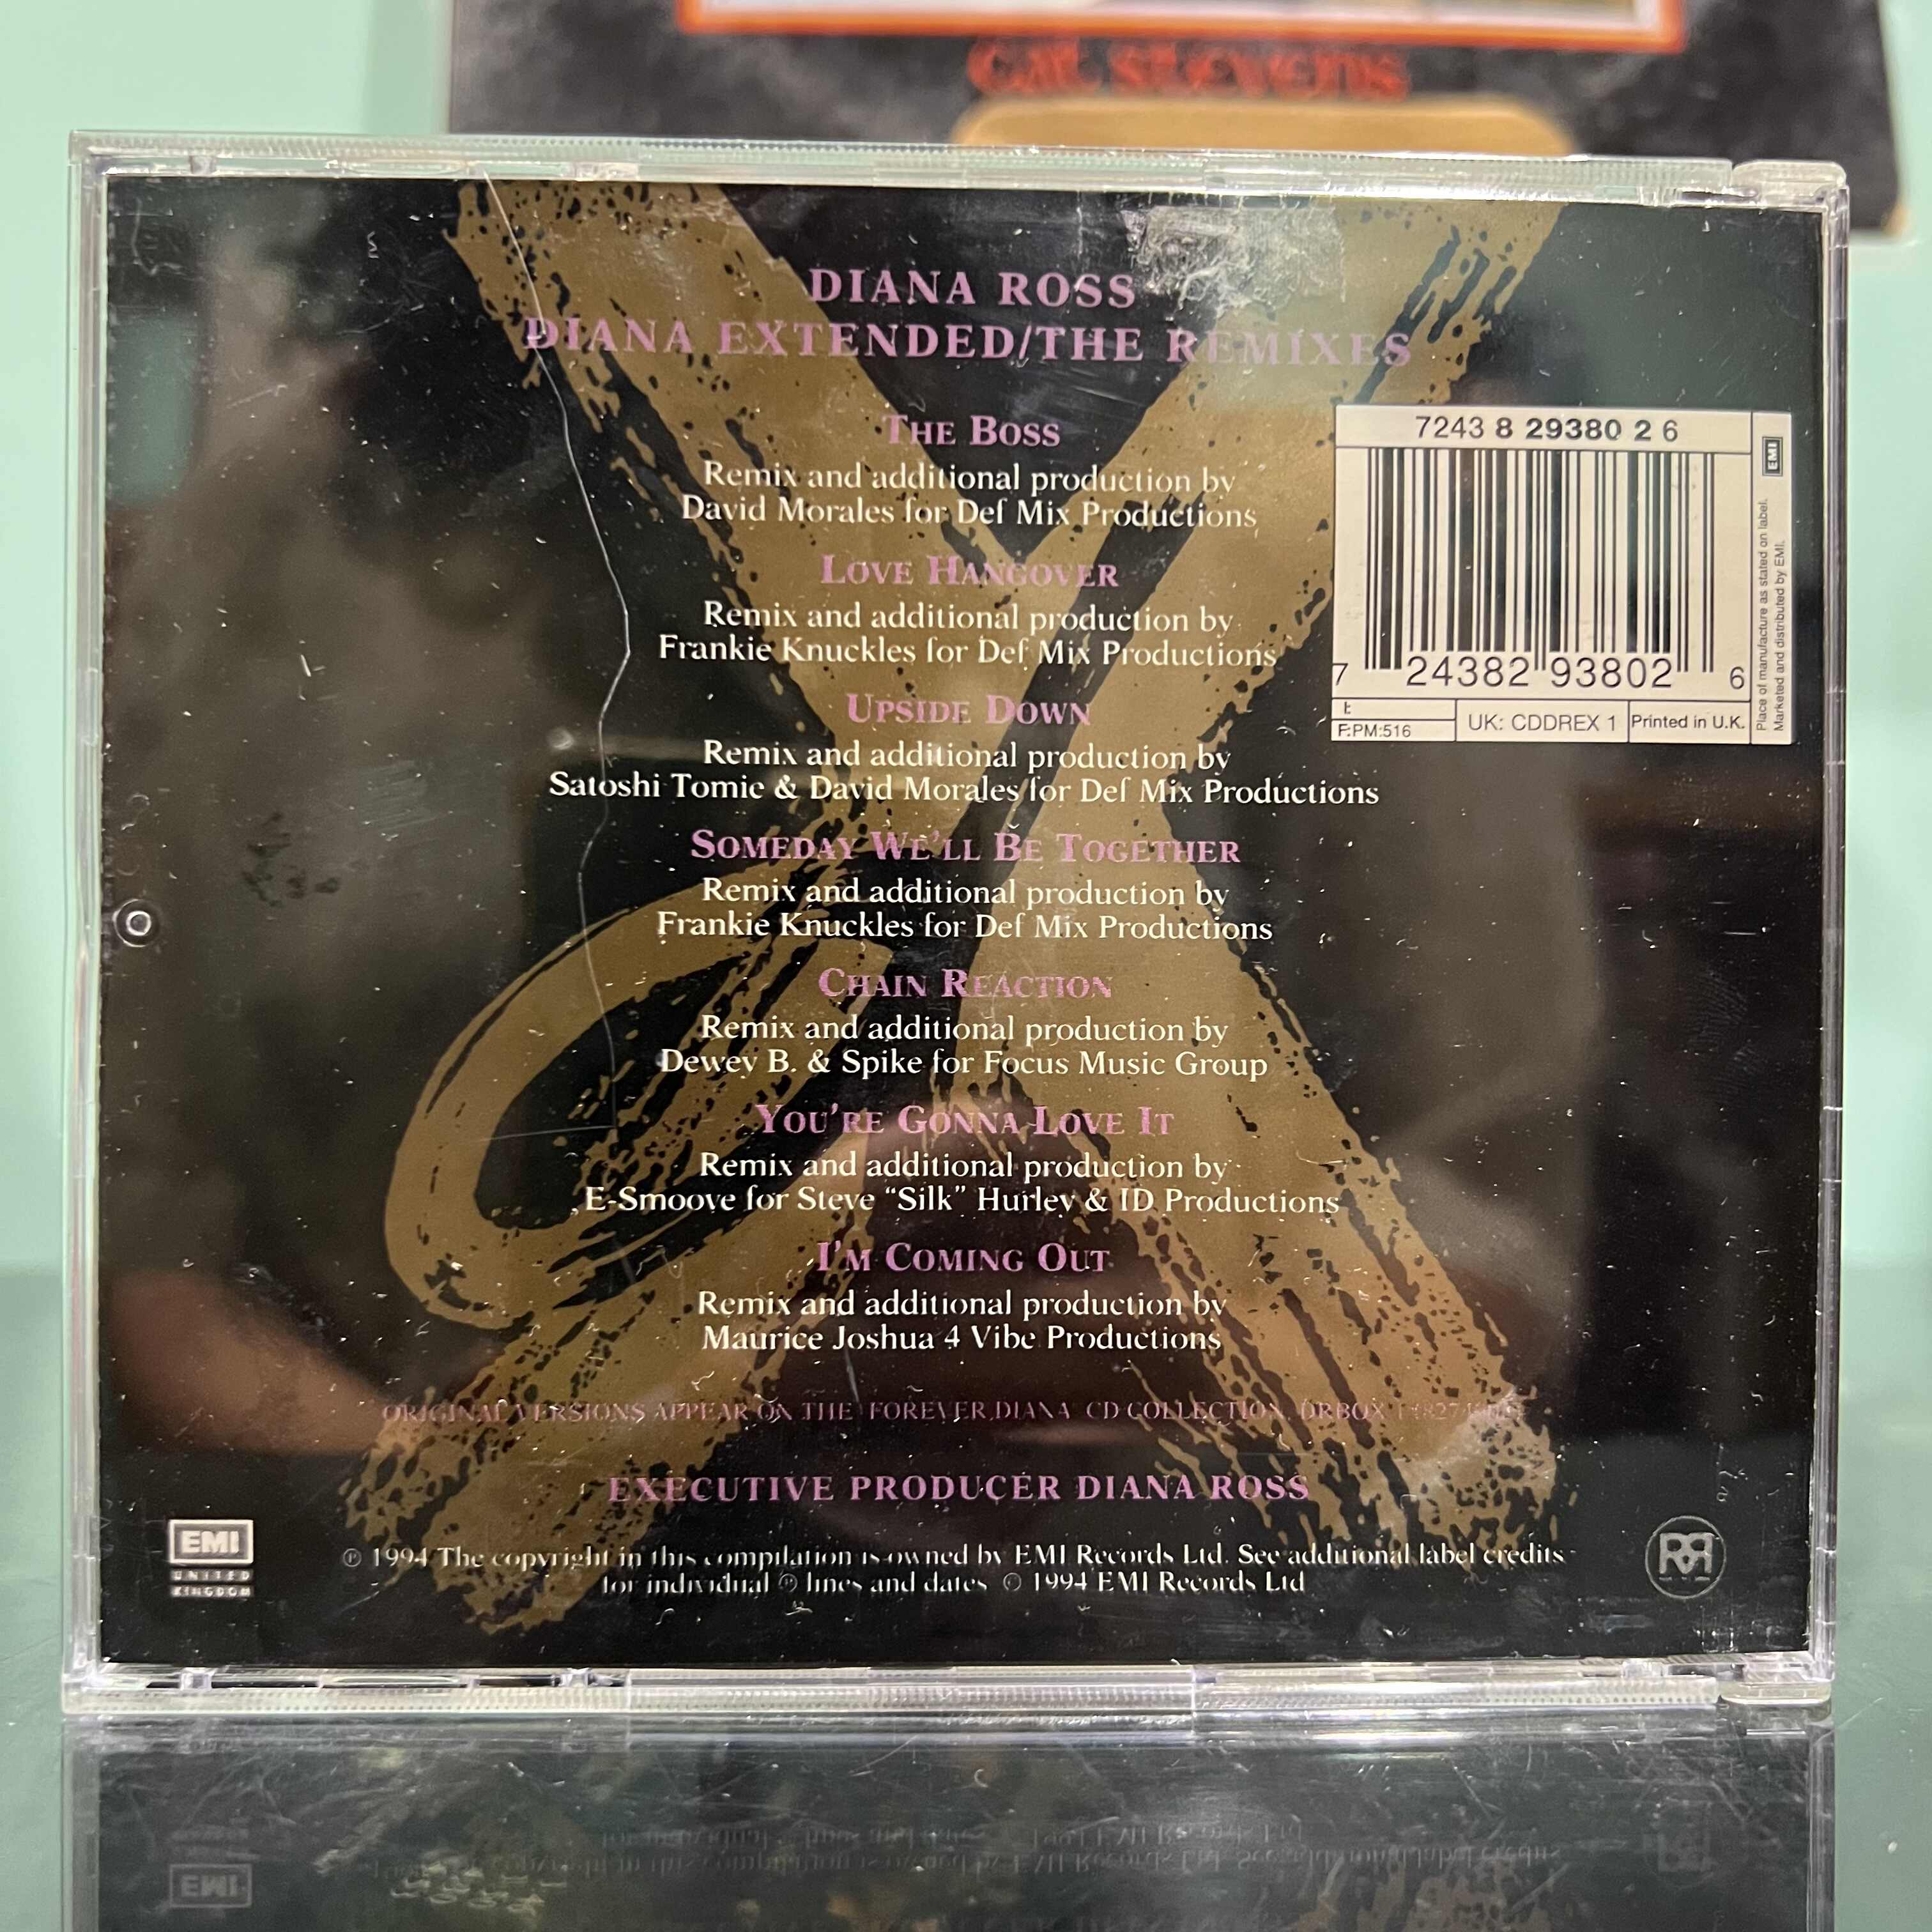 cat stevens
DIANA ROSS
DIANA EXTENDED/THE REMIXES
THE BOSS
Remix and additional production by
David Morales for Def Mix Productions
LOVE HANGOVER
Remix and additional production by
Frankie Knuckles for Def Mix Productions
UPSIDE DOWN
Remix and additional production by
Satoshi Tomie & David Morales for Def Mix Productions
SOMEDAY WE'LL BE TOGETHER
Remix and additional production by
Frankie Knuckles for Def Mix Productions
CHAIN REACTION
Remix and additional production by
Dewey B. & Spike for Focus Music Group
YOU'RE GONNA LOVE IT
Remix and additional production by
E-Smoove for Steve “Silk” Hurley & ID Productions
I'M COMING OUT
Remix and additional production by
Maurice Joshua 4 Vibe Productions
ORIGINAL VERSIONS APPEAR ON THE 'FOREVER, DIANA' CD COLLECTION, DRBOX 1
EXECUTIVE PRODUCER DIANA ROSS
℗ 1994 The copyright in this compilation is owned by EMI Records Ltd. See additional label credits
for individual ℗ lines and dates © 1994 EMI Records Ltd
EMI
UNITED
KINGDOM
7243 8 29380 2 6
7 24382 93802 6
I:
F:PM:516
UK: CDDREX 1
Printed in U.K.
EMI
Place of manufacture as stated on label.
Marketed and distributed by EMI.